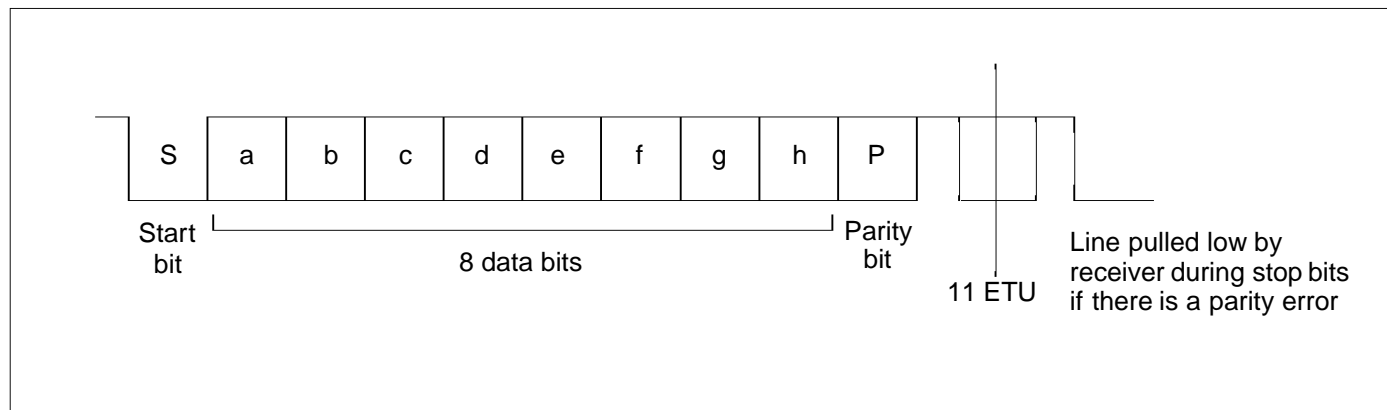 S a b c d e f g h P
Start
bit
8 data bits
Parity
bit
11 ETU
Line pulled low by
receiver during stop bits
if there is a parity error